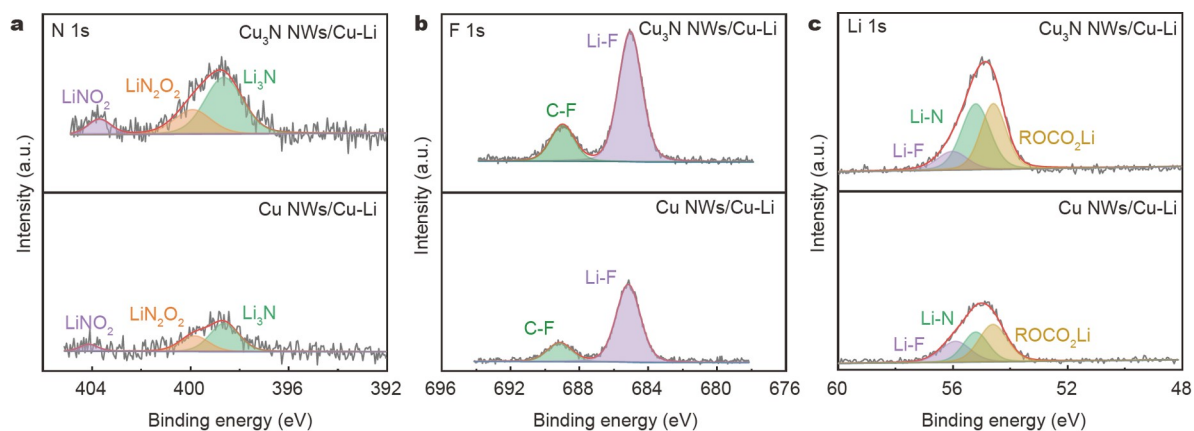 a
N 1s
Cu₃N NWs/Cu-Li
LiNO₂
LiN₂O₂
Li₃N
Cu NWs/Cu-Li
LiNO₂
LiN₂O₂
Li₃N
Intensity (a.u.)
404
400
396
392
Binding energy (eV)
b
F 1s
Cu₃N NWs/Cu-Li
Li-F
C-F
Cu NWs/Cu-Li
Li-F
C-F
Intensity (a.u.)
696
692
688
684
680
676
Binding energy (eV)
c
Li 1s
Cu₃N NWs/Cu-Li
Li-N
Li-F
ROCO₂Li
Cu NWs/Cu-Li
Li-N
Li-F
ROCO₂Li
Intensity (a.u.)
60
56
52
48
Binding energy (eV)